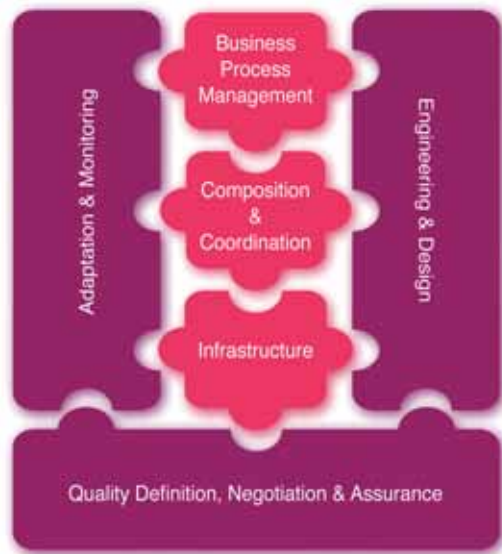 Business
Process
Management
Adaptation & Monitoring
Engineering & Design
Composition
&
Coordination
Infrastructure
Quality Definition, Negotiation & Assurance